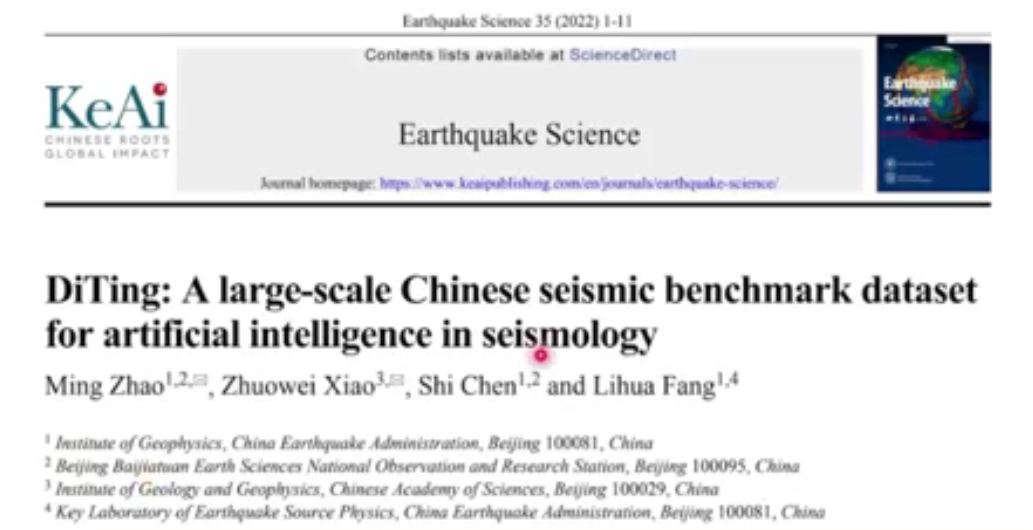 Earthquake Science 35 (2022) 1-11
Contents lists available at ScienceDirect
KeAi
CHINESE ROOTS
GLOBAL IMPACT
Earthquake Science
Journal homepage: https://www.keaipublishing.com/en/journals/earthquake-science/
Earthquake
Science
DiTing: A large-scale Chinese seismic benchmark dataset
for artificial intelligence in seismology
Ming Zhao1,2,✉, Zhuowei Xiao3,✉, Shi Chen1,2 and Lihua Fang1,4
1 Institute of Geophysics, China Earthquake Administration, Beijing 100081, China
2 Beijing Baijiatuan Earth Sciences National Observation and Research Station, Beijing 100095, China
3 Institute of Geology and Geophysics, Chinese Academy of Sciences, Beijing 100029, China
4 Key Laboratory of Earthquake Source Physics, China Earthquake Administration, Beijing 100081, China